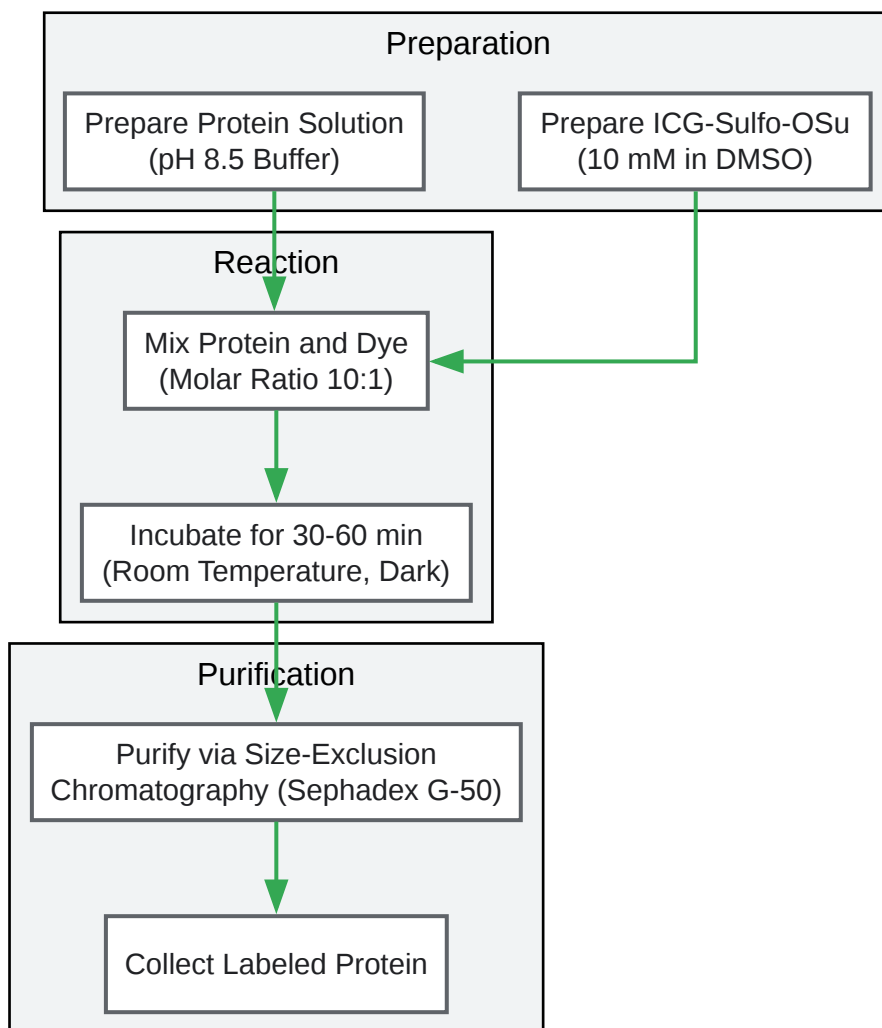 Preparation
Prepare Protein Solution
(pH 8.5 Buffer)
Prepare ICG-Sulfo-OSu
(10 mM in DMSO)
Reaction
Mix Protein and Dye
(Molar Ratio 10:1)
Incubate for 30-60 min
(Room Temperature, Dark)
Purification
Purify via Size-Exclusion
Chromatography (Sephadex G-50)
Collect Labeled Protein